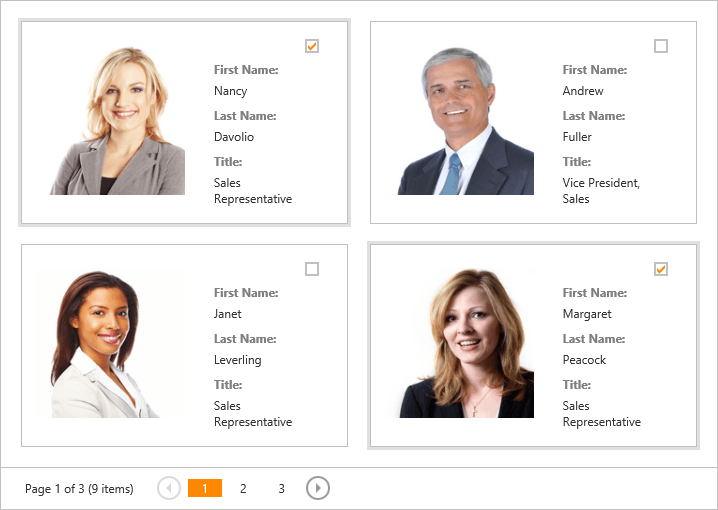 First Name:
Nancy
Last Name:
Davolio
Title:
Sales
Representative
First Name:
Andrew
Last Name:
Fuller
Title:
Vice President,
Sales
First Name:
Janet
Last Name:
Leverling
Title:
Sales
Representative
First Name:
Margaret
Last Name:
Peacock
Title:
Sales
Representative
Page 1 of 3 (9 items) 1 2 3